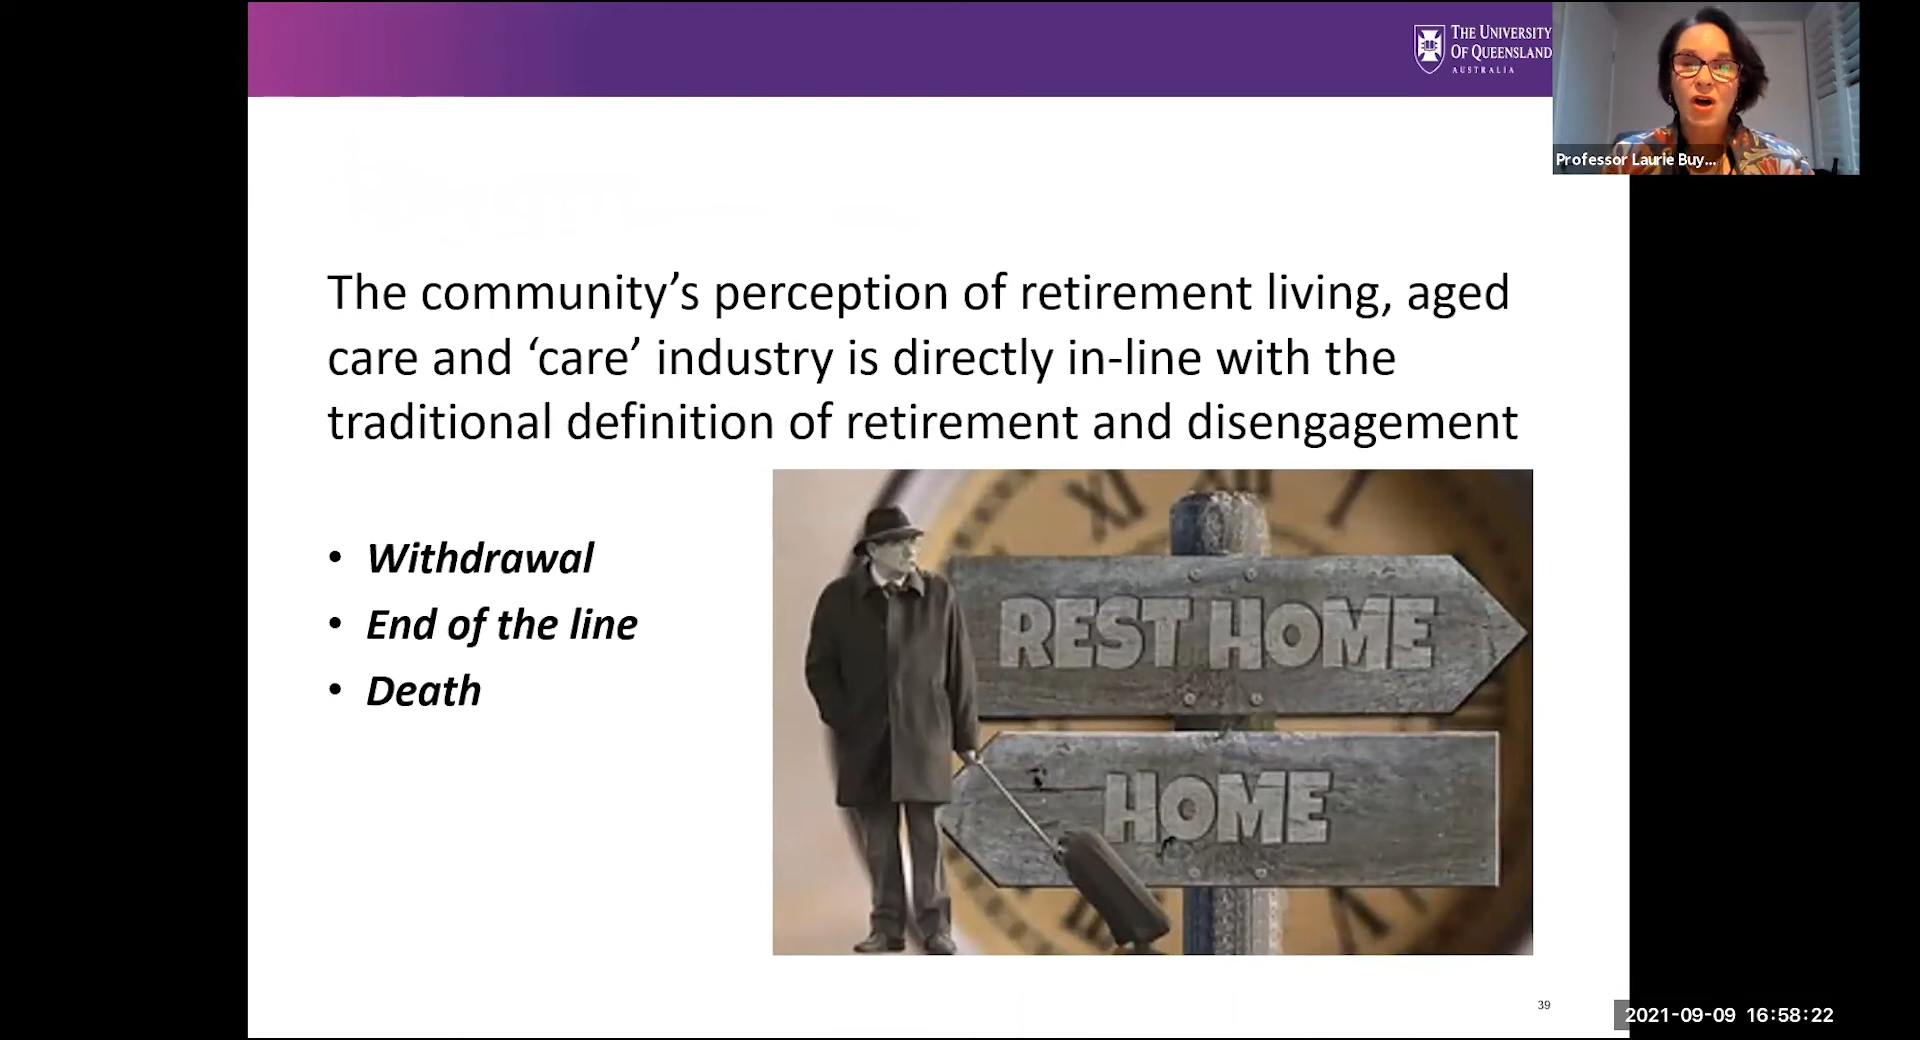 THE UNIVERSITY
OF QUEENSLAND
AUSTRALIA
Professor Laurie Buy...
The community’s perception of retirement living, aged
care and ‘care’ industry is directly in-line with the
traditional definition of retirement and disengagement
• Withdrawal
• End of the line
• Death
XI XII I
REST HOME
HOME
39
2021-09-09 16:58:22